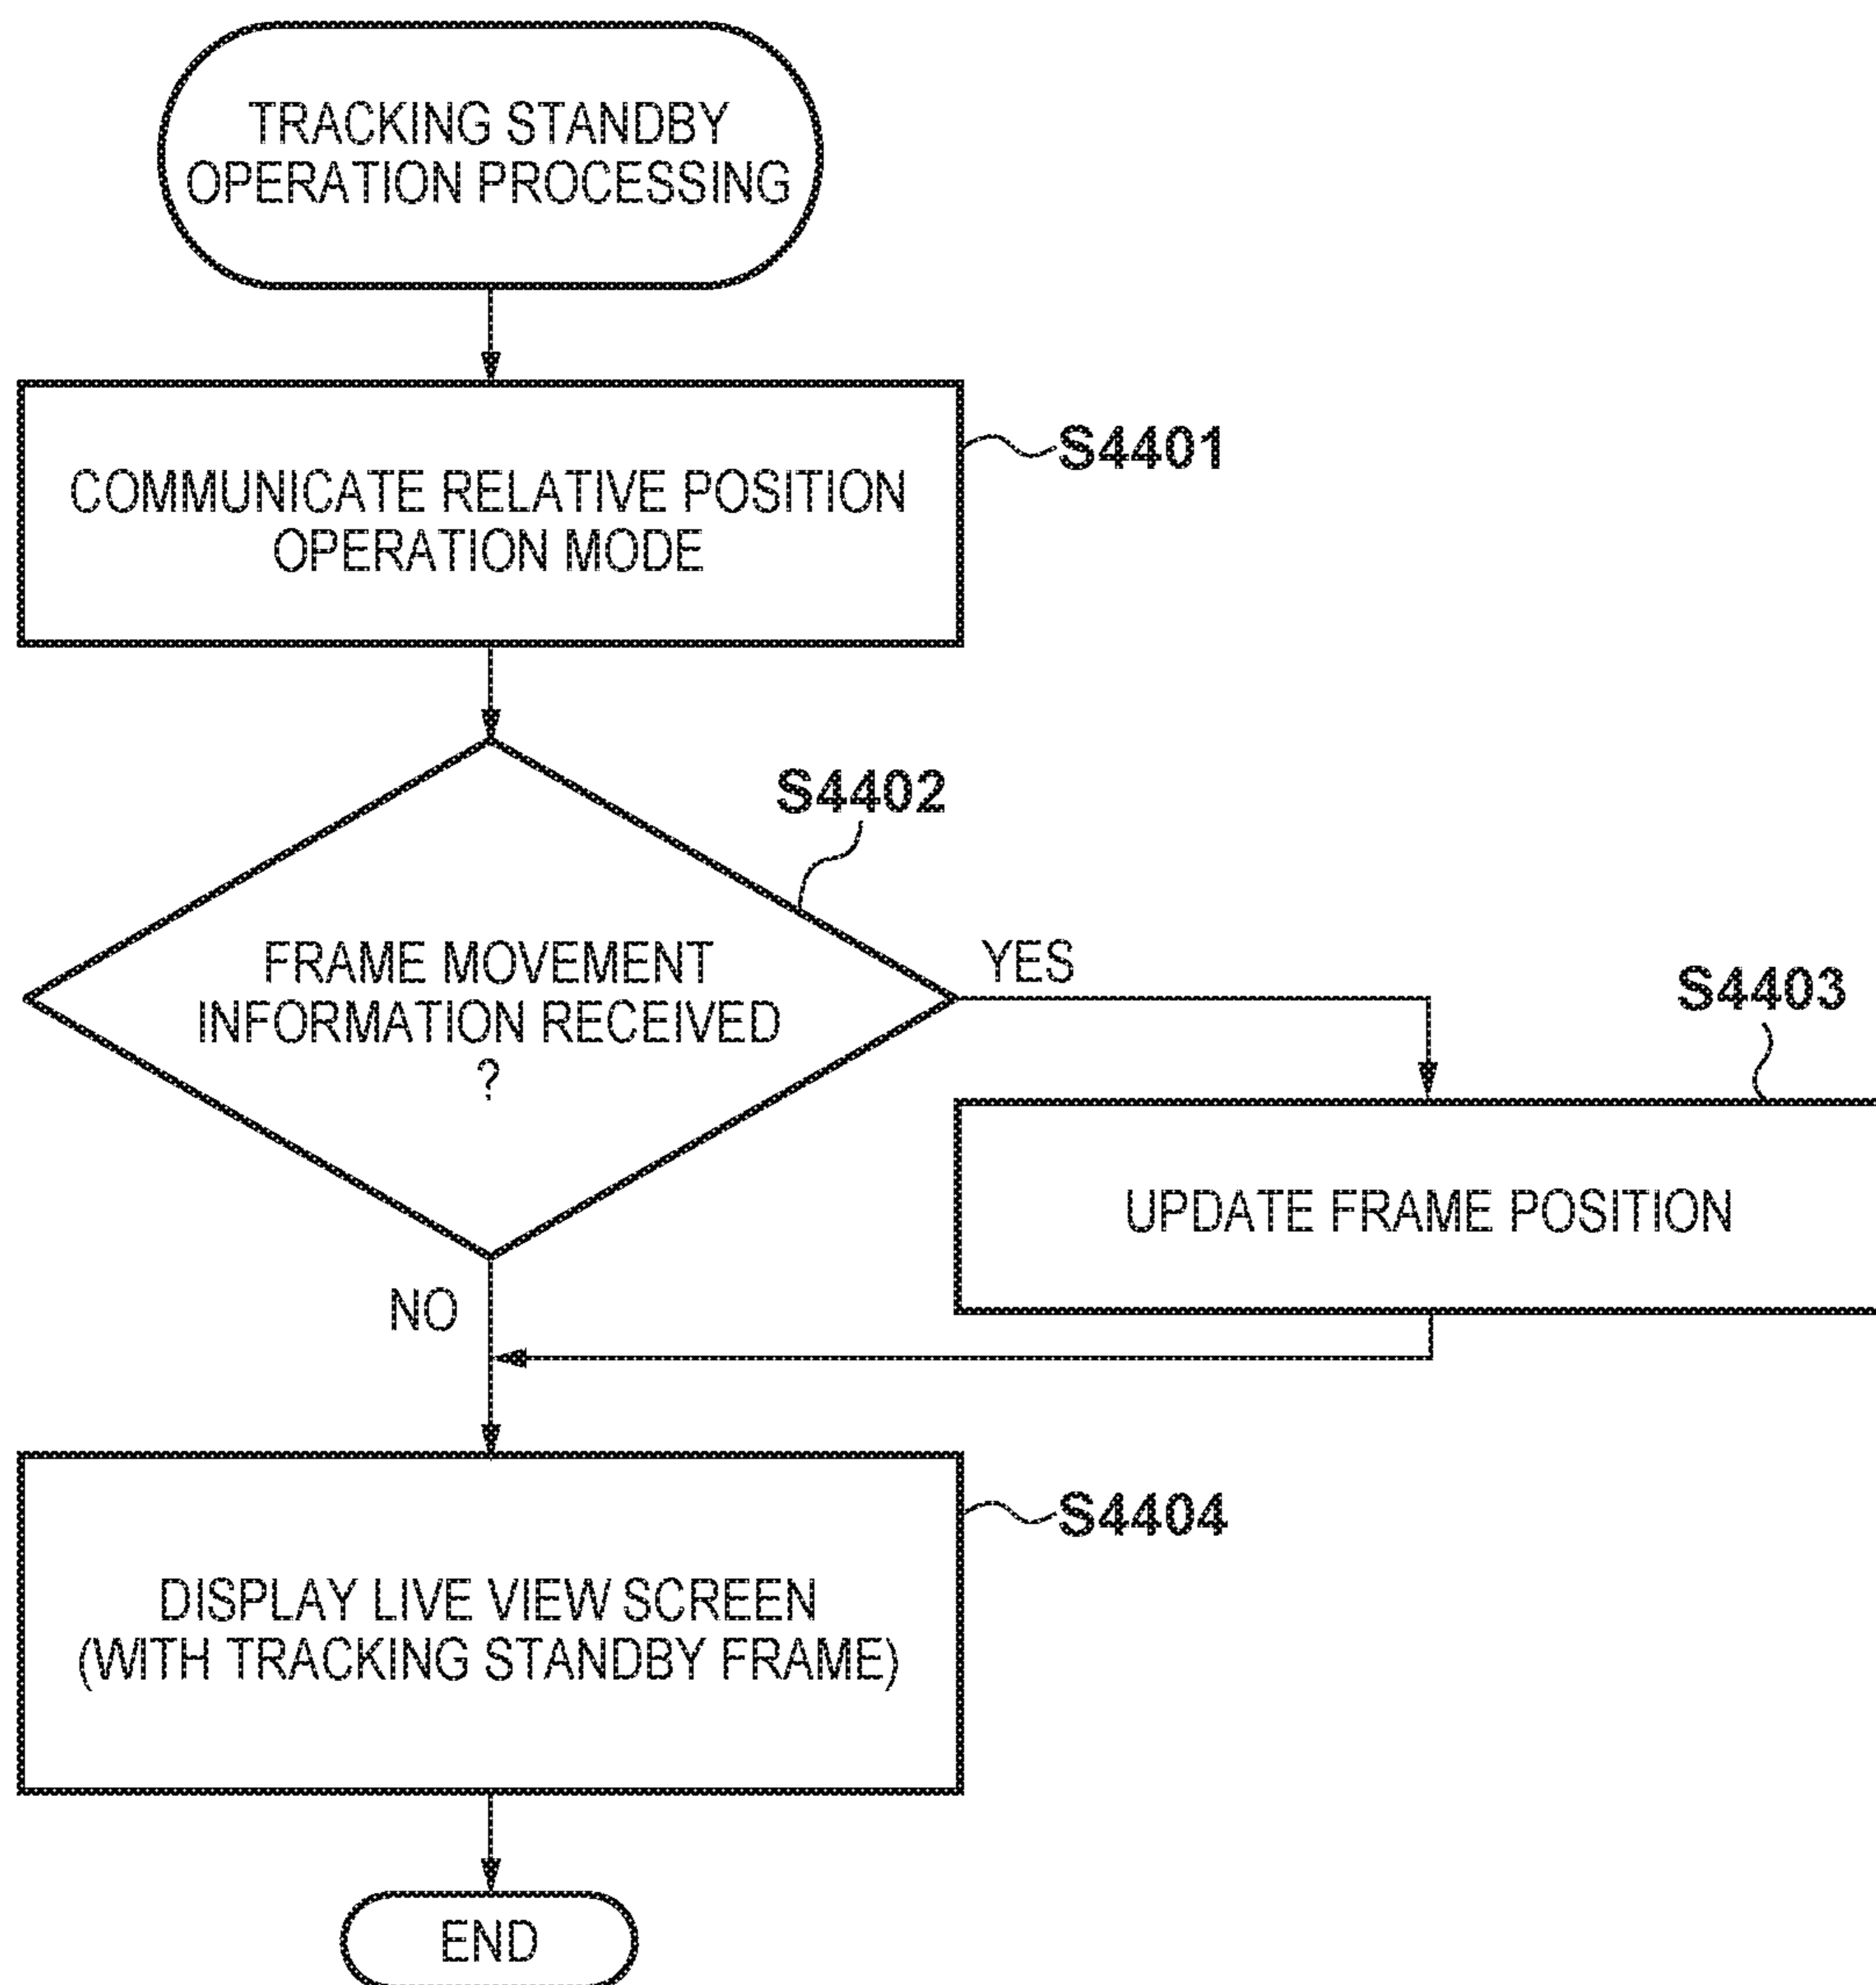 TRACKING STANDBY
OPERATION PROCESSING
COMMUNICATE RELATIVE POSITION
OPERATION MODE
S4401
S4402
FRAME MOVEMENT
INFORMATION RECEIVED
?
YES
S4403
UPDATE FRAME POSITION
NO
DISPLAY LIVE VIEW SCREEN
(WITH TRACKING STANDBY FRAME)
S4404
END